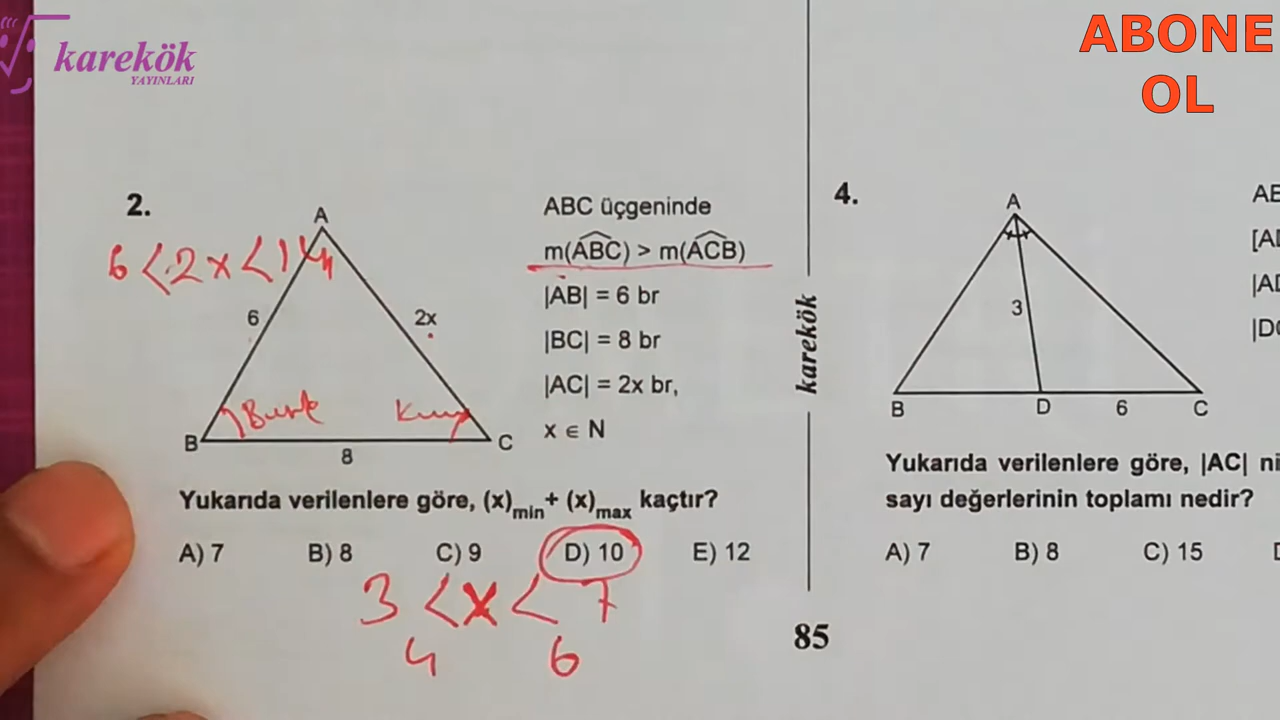 karekök
YAYINLARI
ABONE
OL
2.
A
6 < 2x < 14
6
2x
B
C
8
ABC üçgeninde
m(ABC) > m(ACB)
|AB| = 6 br
|BC| = 8 br
|AC| = 2x br,
x ∈ N
Yukarıda verilenlere göre, (x)min + (x)max kaçtır?
A) 7 B) 8 C) 9 D) 10 E) 12
3 < x < 7
4 6
karekök
85
4.
A
3
B D 6 C
|DC
Yukarıda verilenlere göre, |AC| ni
sayı değerlerinin toplamı nedir?
A) 7 B) 8 C) 15